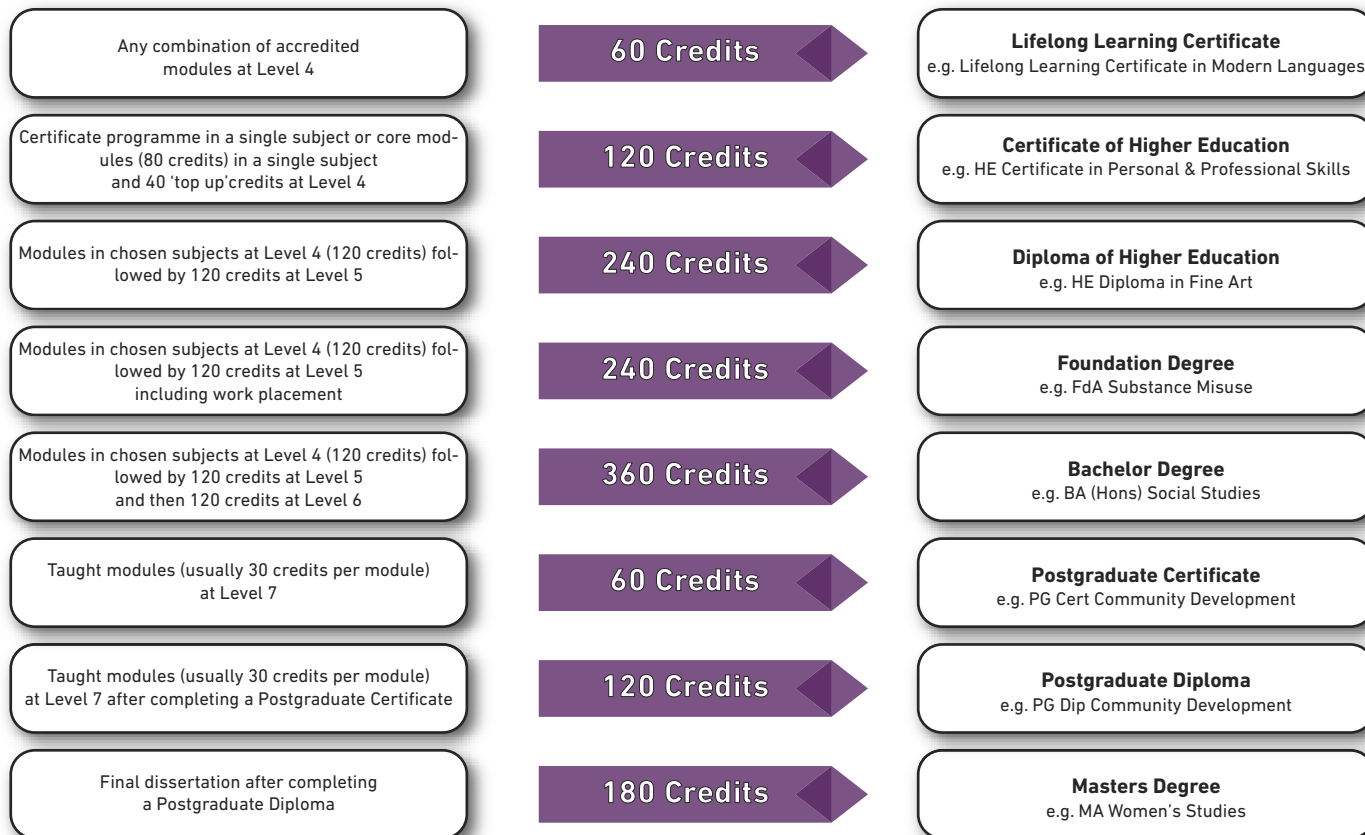 Any combination of accredited
modules at Level 4
60 Credits
Lifelong Learning Certificate
e.g. Lifelong Learning Certificate in Modern Languages
Certificate programme in a single subject or core mod-
ules (80 credits) in a single subject
and 40 ‘top up’credits at Level 4
120 Credits
Certificate of Higher Education
e.g. HE Certificate in Personal & Professional Skills
Modules in chosen subjects at Level 4 (120 credits) fol-
lowed by 120 credits at Level 5
240 Credits
Diploma of Higher Education
e.g. HE Diploma in Fine Art
Modules in chosen subjects at Level 4 (120 credits) fol-
lowed by 120 credits at Level 5
including work placement
240 Credits
Foundation Degree
e.g. FdA Substance Misuse
Modules in chosen subjects at Level 4 (120 credits) fol-
lowed by 120 credits at Level 5
and then 120 credits at Level 6
360 Credits
Bachelor Degree
e.g. BA (Hons) Social Studies
Taught modules (usually 30 credits per module)
at Level 7
60 Credits
Postgraduate Certificate
e.g. PG Cert Community Development
Taught modules (usually 30 credits per module)
at Level 7 after completing a Postgraduate Certificate
120 Credits
Postgraduate Diploma
e.g. PG Dip Community Development
Final dissertation after completing
a Postgraduate Diploma
180 Credits
Masters Degree
e.g. MA Women’s Studies